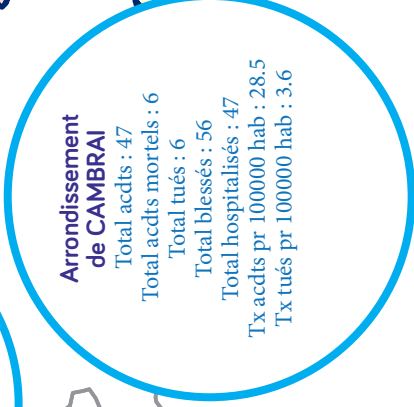 Arrondissement
de CAMBRAI
Total acdts : 47
Total acdts mortels : 6
Total tués : 6
Total blessés : 56
Total hospitalisés : 47
Tx acdts pr 100000 hab : 28.5
Tx tués pr 100000 hab : 3.6